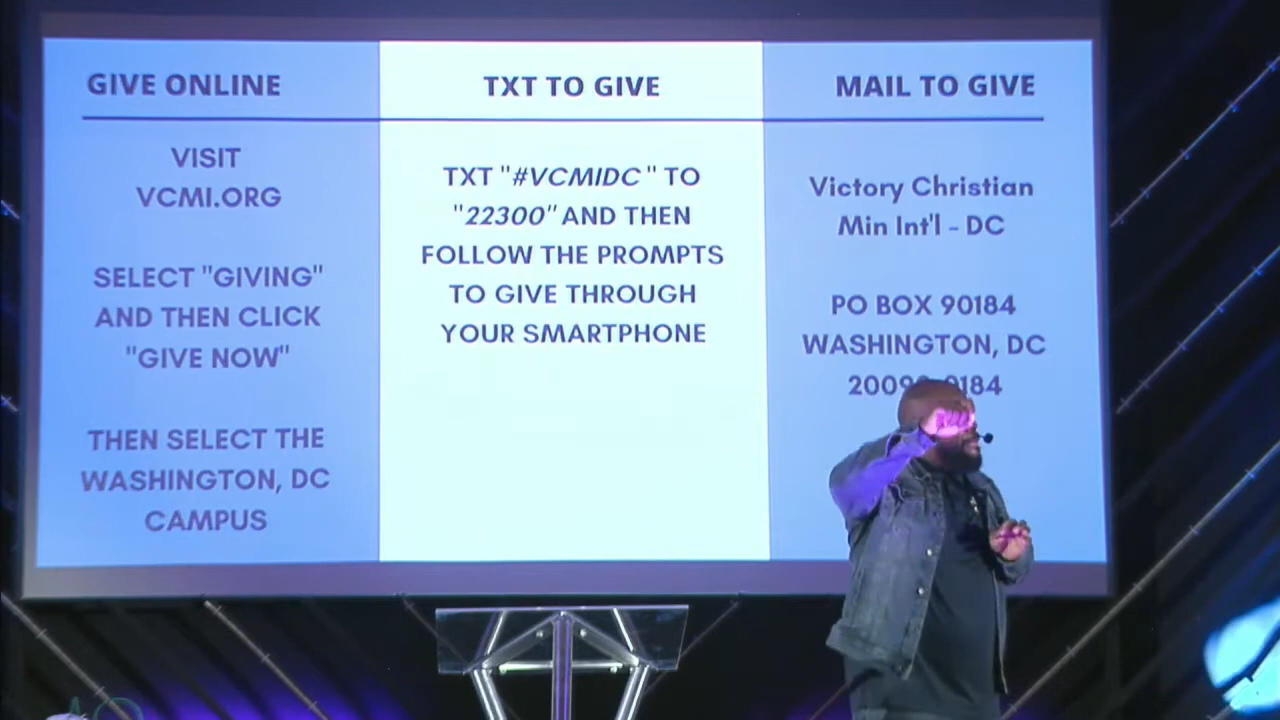 GIVE ONLINE
VISIT
VCMI.ORG
SELECT "GIVING"
AND THEN CLICK
"GIVE NOW"
THEN SELECT THE
WASHINGTON, DC
CAMPUS
TXT TO GIVE
TXT "#VCMIDC" TO
"22300" AND THEN
FOLLOW THE PROMPTS
TO GIVE THROUGH
YOUR SMARTPHONE
MAIL TO GIVE
Victory Christian
Min Int'l - DC
PO BOX 90184
WASHINGTON, DC